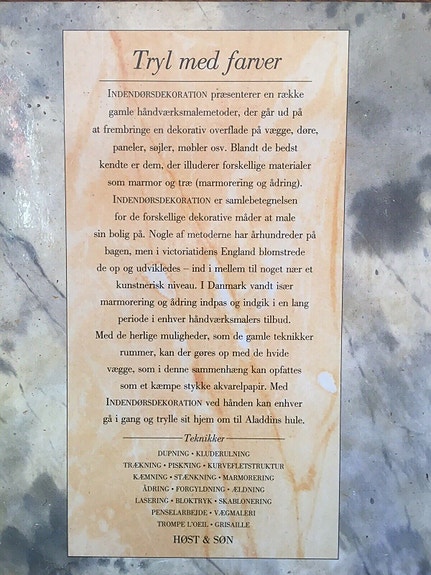 Tryl med farver
INDENDØRSDEKORATION præsenterer en række
gamle håndværksmalemetoder, der går ud på
at frembringe en dekorativ overflade på vægge, døre,
paneler, søjler, møbler osv. Blandt de bedst
kendte er dem, der illuderer forskellige materialer
som marmor og træ (marmorering og ådring).
INDENDØRSDEKORATION er samlebetegnelsen
for de forskellige dekorative måder at male
sin bolig på. Nogle af metoderne har århundreder på
bagen, men i victoriatidens England blomstrede
de op og udvikledes – ind i mellem til noget nær et
kunstnerisk niveau. I Danmark vandt især
marmorering og ådring indpas og indgik i en lang
periode i enhver håndværksmalers tilbud.
Med de herlige muligheder, som de gamle teknikker
rummer, kan der gøres op med de hvide
vægge, som i denne sammenhæng kan opfattes
som et kæmpe stykke akvarelpapir. Med
INDENDØRSDEKORATION ved hånden kan enhver
gå i gang og trylle sit hjem om til Aladdins hule.
Teknikker
DUPNING • KLUDERULNING
TRÆKNING • PISKNING • KURVEFLETSTRUKTUR
KÆMNING • STÆNKNING • MARMORERING
ÅDRING • FORGYLDNING • ÆLDNING
LASERING • BLOKTRYK • SKABLONERING
PENSELARBEJDE • VÆGMALERI
TROMPE L'OEIL • GRISAILLE
HØST & SØN